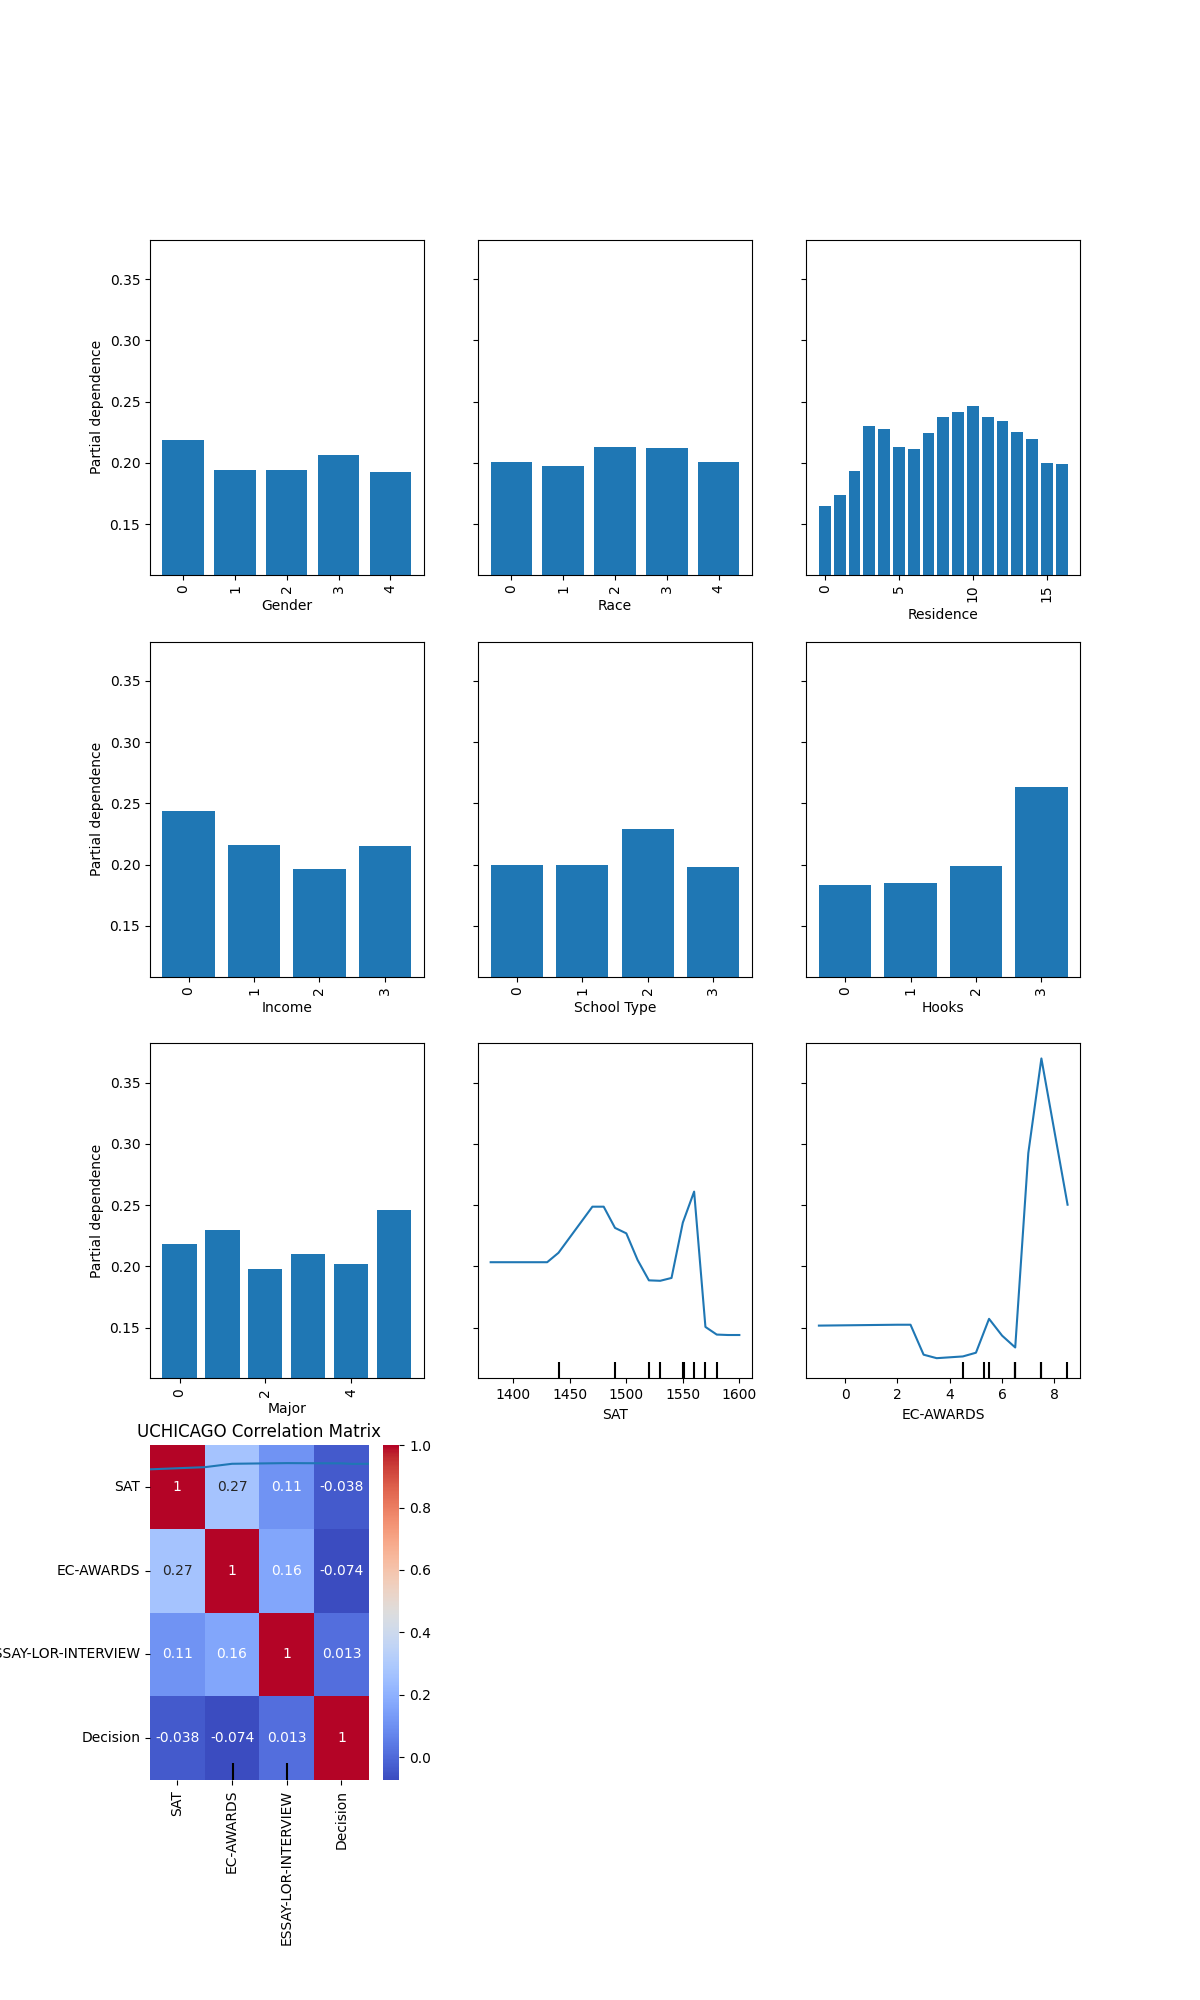 0.35
0.30
0.25
0.20
0.15
Partial dependence
0 1 2 3 4
Gender
0 1 2 3 4
Race
0 5 10 15
Residence
0.35
0.30
0.25
0.20
0.15
Partial dependence
0 1 2 3
Income
0 1 2 3
School Type
0 1 2 3
Hooks
0.35
0.30
0.25
0.20
0.15
Partial dependence
0 2 4
Major
1400 1450 1500 1550 1600
SAT
0 2 4 6 8
EC-AWARDS
UCHICAGO Correlation Matrix
SAT 1 0.27 0.11 -0.038
EC-AWARDS 0.27 1 0.16 -0.074
SSAY-LOR-INTERVIEW 0.11 0.16 1 0.013
Decision -0.038 -0.074 0.013 1
SAT
EC-AWARDS
ESSAY-LOR-INTERVIEW
Decision
1.0
0.8
0.6
0.4
0.2
0.0